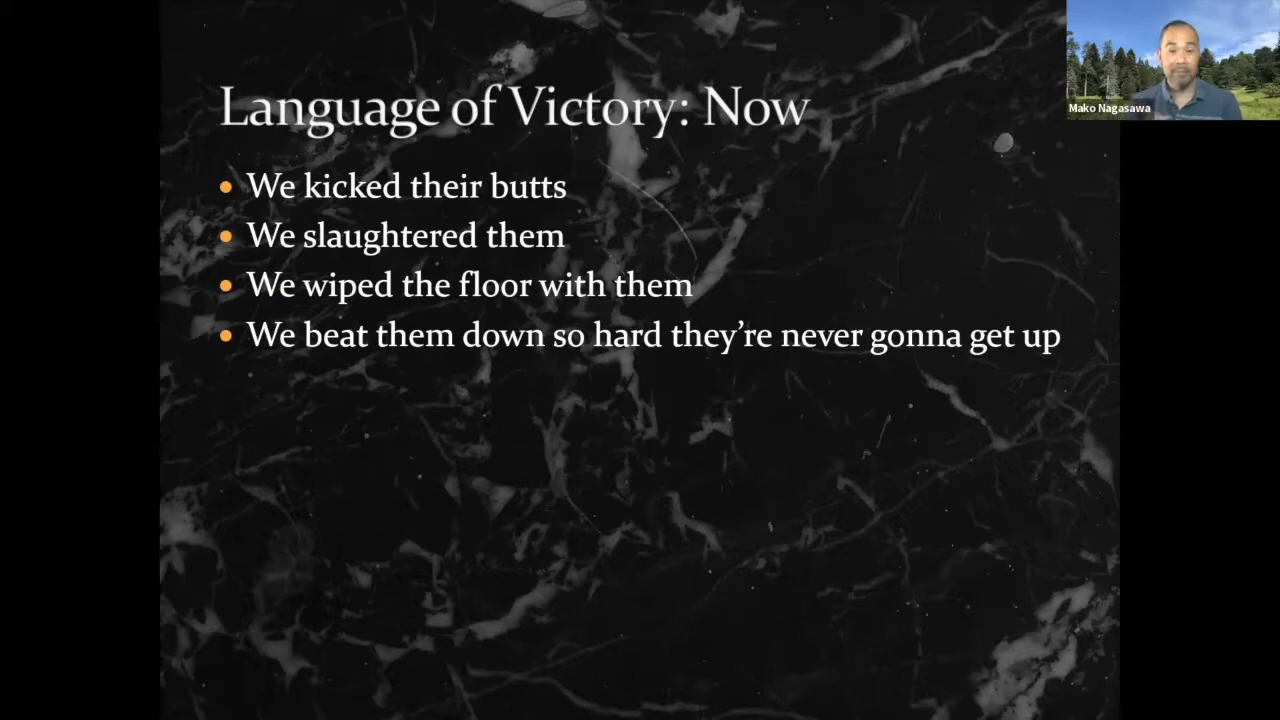 Language of Victory: Now
We kicked their butts
We slaughtered them
We wiped the floor with them
We beat them down so hard they’re never gonna get up
Mako Nagasawa